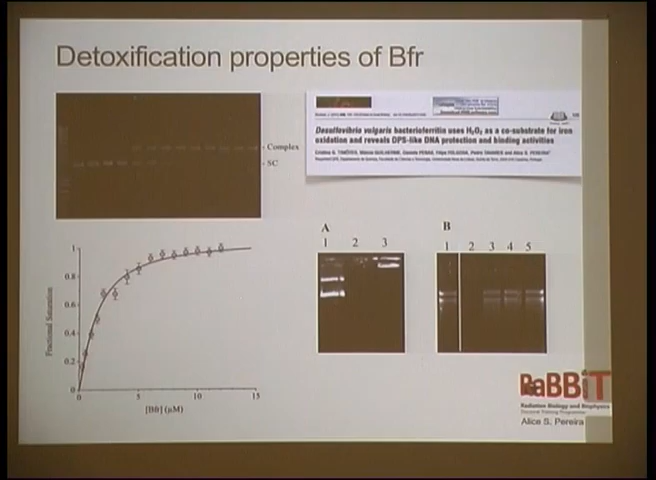 Detoxification properties of Bfr
Complex
SC
Desulfovibrio vulgaris bacterioferritin uses H₂O₂ as a co-substrate for iron
oxidation and reveals DPS-like DNA protection and binding activities
A
1 2 3
B
1 2 3 4 5
Fractional Saturation
1
0.8
0.6
0.4
0.2
0
0 5 10 15
[Bfr] (µM)
RaBBiT
Radiation Biology and Biophysics
Doctoral Training Programme
Alice S. Pereira